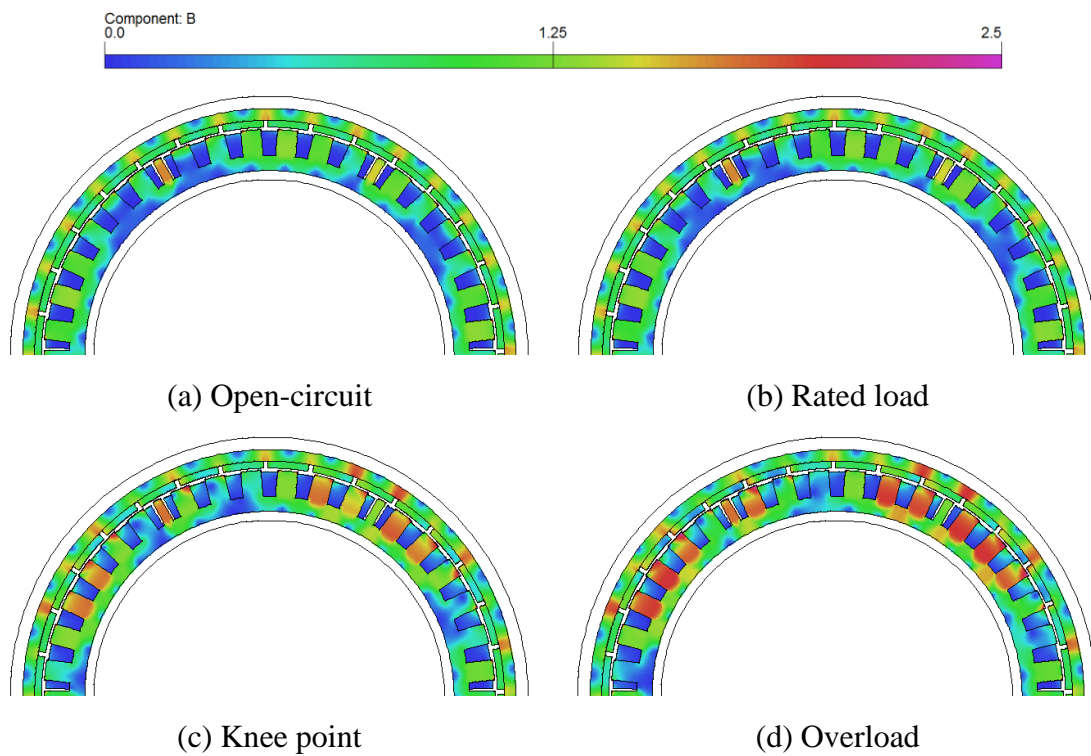 Component: B
0.0 1.25 2.5
(a) Open-circuit
(b) Rated load
(c) Knee point
(d) Overload